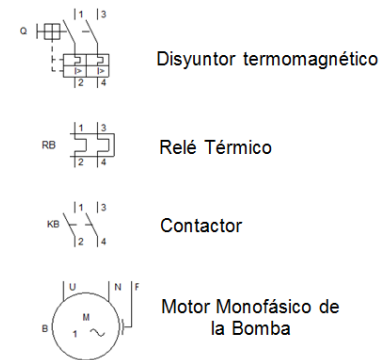 1 3
Q
I> I>
2 4
Disyuntor termomagnético
1 3
RB
2 4
Relé Térmico
1 3
KB
2 4
Contactor
U N F
M
B
1
Motor Monofásico de
la Bomba